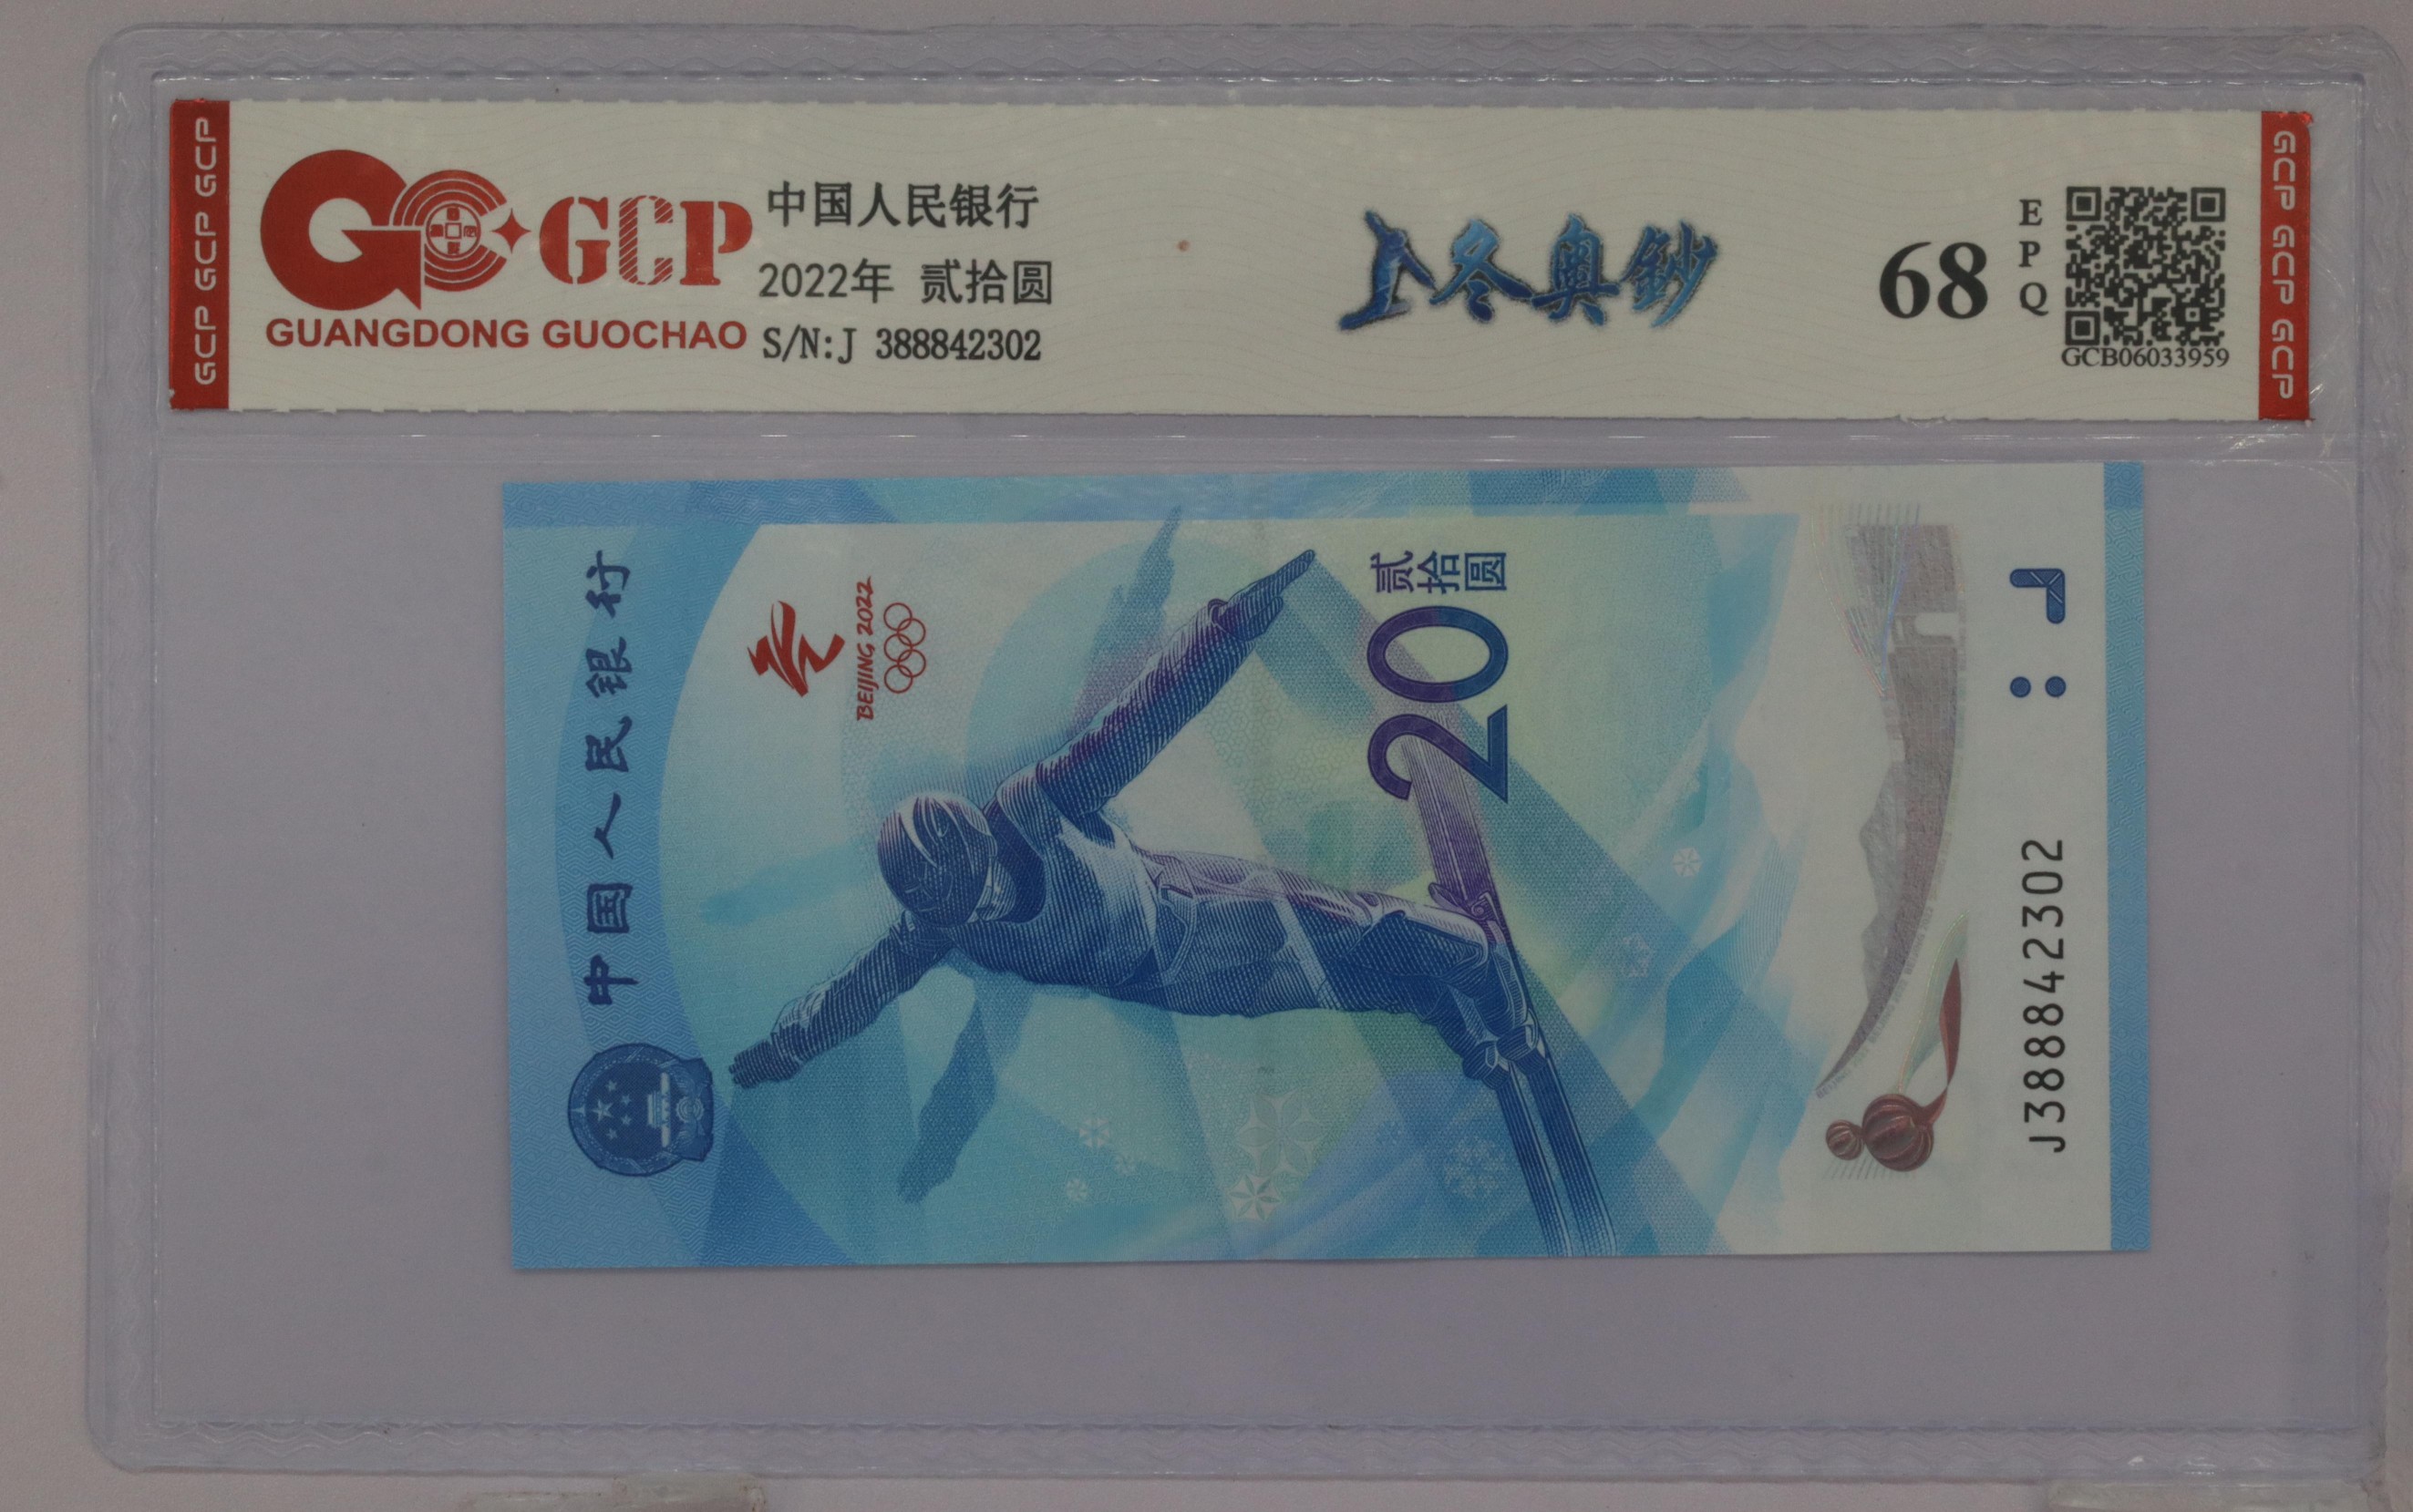 GCP GCP GCP
GCP
GUANGDONG GUOCHAO
中国人民银行
2022年 贰拾圆
S/N:J 388842302
冬奥鈔
68
EPQ
GCB06033959
GCP GCP GCP
中国人民银行
BEIJING 2022
贰拾圆
20
J388842302